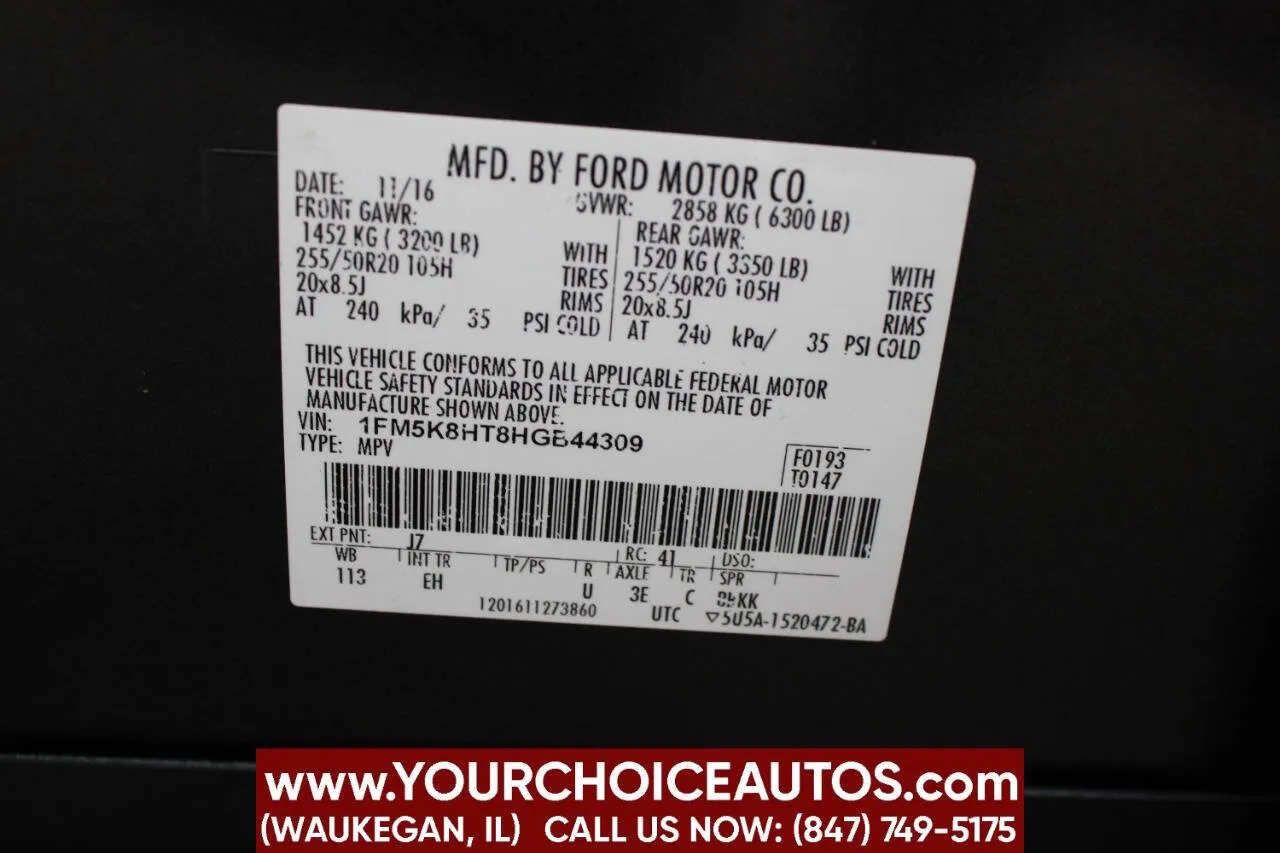 MFD. BY FORD MOTOR CO.
DATE: 11/16 GVWR: 2858 KG ( 6300 LB)
FRONT GAWR: REAR GAWR:
1452 KG ( 3200 LB) WITH 1520 KG ( 3350 LB) WITH
255/50R20 105H TIRES 255/50R20 105H TIRES
20x8.5J RIMS 20x8.5J RIMS
AT 240 kPa/ 35 PSI COLD AT 240 kPa/ 35 PSI COLD
THIS VEHICLE CONFORMS TO ALL APPLICABLE FEDERAL MOTOR
VEHICLE SAFETY STANDARDS IN EFFECT ON THE DATE OF
MANUFACTURE SHOWN ABOVE.
VIN: 1FM5K8HT8HGB44309
TYPE: MPV
F0193
T0147
EXT PNT: J7 RC: 41 DSO:
WB INT TR TP/PS R AXLE TR SPR
113 EH U 3E C
1201611273860 UTC ▽5U5A-1520472-BA
www.YOURCHOICEAUTOS.com
(WAUKEGAN, IL) CALL US NOW: (847) 749-5175